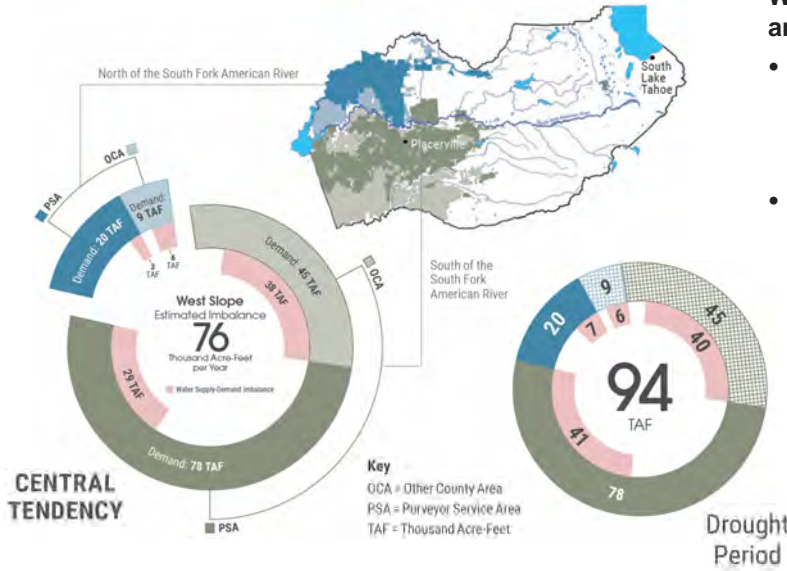 W
an
•
•
North of the South Fork American River
South
Lake
Tahoe
Placerville
OCA
PSA
Demand:
9 TAF
Demand: 20 TAF
TAF
6
TAF
Demand: 45 TAF
38 TAF
OCA
South of the
South Fork
American River
West Slope
Estimated Imbalance
76
Thousand Acre-Feet
per Year
Water Supply-Demand Imbalance
29 TAF
Demand: 78 TAF
PSA
CENTRAL
TENDENCY
Key
OCA = Other County Area
PSA = Purveyor Service Area
TAF = Thousand Acre-Feet
20
9
45
7
6
40
94
TAF
41
78
Drought
Period